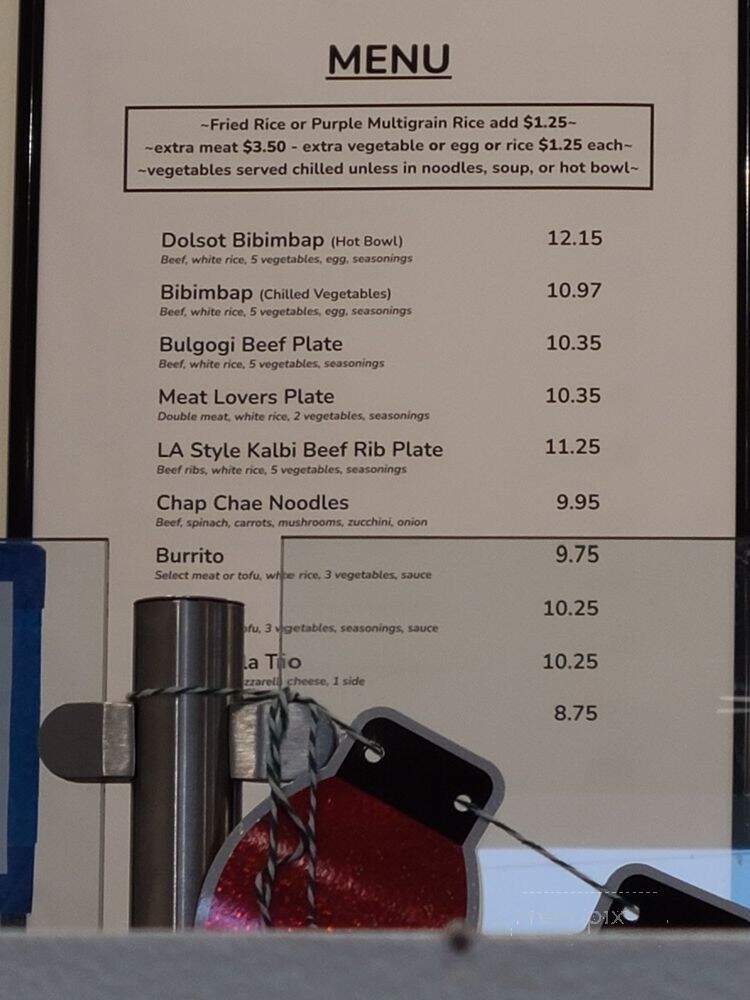 MENU
~Fried Rice or Purple Multigrain Rice add $1.25~
~extra meat $3.50 - extra vegetable or egg or rice $1.25 each~
~vegetables served chilled unless in noodles, soup, or hot bowl~
Dolsot Bibimbap (Hot Bowl) 12.15
Beef, white rice, 5 vegetables, egg, seasonings
Bibimbap (Chilled Vegetables) 10.97
Beef, white rice, 5 vegetables, egg, seasonings
Bulgogi Beef Plate 10.35
Beef, white rice, 5 vegetables, seasonings
Meat Lovers Plate 10.35
Double meat, white rice, 2 vegetables, seasonings
LA Style Kalbi Beef Rib Plate 11.25
Beef ribs, white rice, 5 vegetables, seasonings
Chap Chae Noodles 9.95
Beef, spinach, carrots, mushrooms, zucchini, onion
Burrito 9.75
Select meat or tofu, white rice, 3 vegetables, sauce
10.25
3 vegetables, seasonings, sauce
10.25
cheese, 1 side
8.75